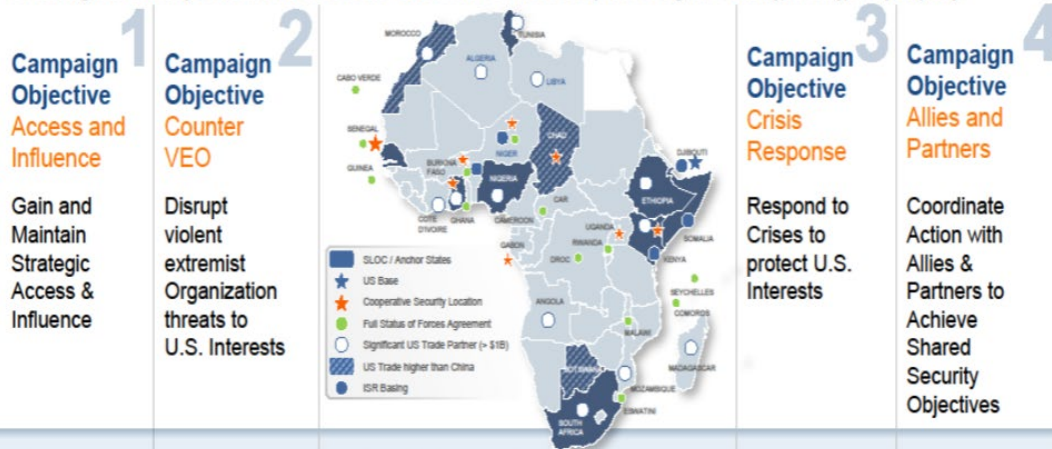 1
Campaign
Objective
Access and
Influence
Gain and
Maintain
Strategic
Access &
Influence
2
Campaign
Objective
Counter
VEO
Disrupt
violent
extremist
Organization
threats to
U.S. Interests
MOROCCO
TUNISIA
ALGERIA
LIBYA
CABO VERDE
SENEGAL
GUINEA
BURKINA
FASO
NIGER
CHAD
NIGERIA
COTE
D'IVOIRE
GHANA
CAMEROON
CAR
GABON
UGANDA
RWANDA
DROC
DJIBOUTI
ETHIOPIA
SOMALIA
KENYA
SEYCHELLES
COMOROS
ANGOLA
MALAWI
MADAGASCAR
BOTSWANA
MOZAMBIQUE
ESWATINI
SOUTH
AFRICA
SLOC / Anchor States
US Base
Cooperative Security Location
Full Status of Forces Agreement
Significant US Trade Partner (> $1B)
US Trade higher than China
ISR Basing
3
Campaign
Objective
Crisis
Response
Respond to
Crises to
protect U.S.
Interests
4
Campaign
Objective
Allies and
Partners
Coordinate
Action with
Allies &
Partners to
Achieve
Shared
Security
Objectives